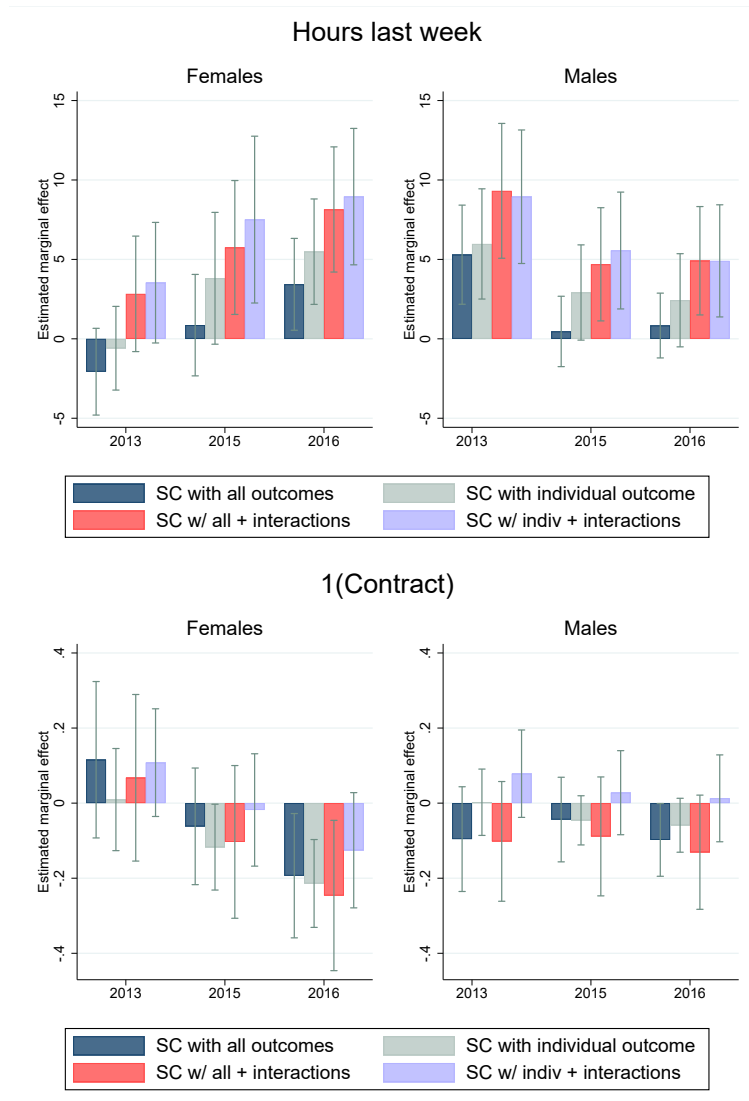 Hours last week
Females
Males
Estimated marginal effect
15
10
5
0
-5
2013
2015
2016
Estimated marginal effect
15
10
5
0
-5
2013
2015
2016
SC with all outcomes
SC with individual outcome
SC w/ all + interactions
SC w/ indiv + interactions
1(Contract)
Females
Males
Estimated marginal effect
.4
.2
0
-.2
-.4
2013
2015
2016
Estimated marginal effect
.4
.2
0
-.2
-.4
2013
2015
2016
SC with all outcomes
SC with individual outcome
SC w/ all + interactions
SC w/ indiv + interactions